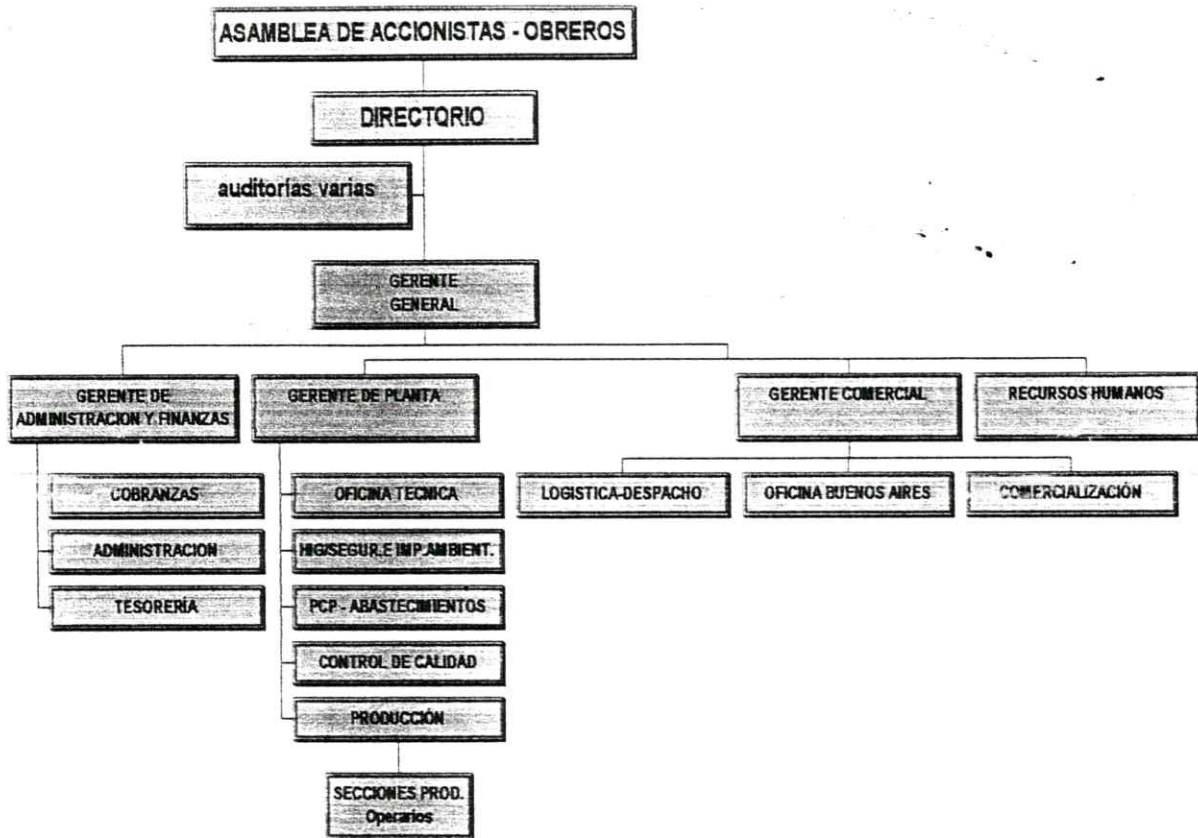 ASAMBLEA DE ACCIONISTAS - OBREROS
DIRECTORIO
auditorías varias
GERENTE
GENERAL
GERENTE DE
ADMINISTRACION Y FINANZAS
GERENTE DE PLANTA
GERENTE COMERCIAL
RECURSOS HUMANOS
COBRANZAS
ADMINISTRACION
TESORERÍA
OFICINA TECNICA
HIG/SEGUR.E IMP.AMBIENT.
PCP - ABASTECIMIENTOS
CONTROL DE CALIDAD
PRODUCCIÓN
SECCIONES PROD.
Operarios
LOGISTICA-DESPACHO
OFICINA BUENOS AIRES
COMERCIALIZACIÓN